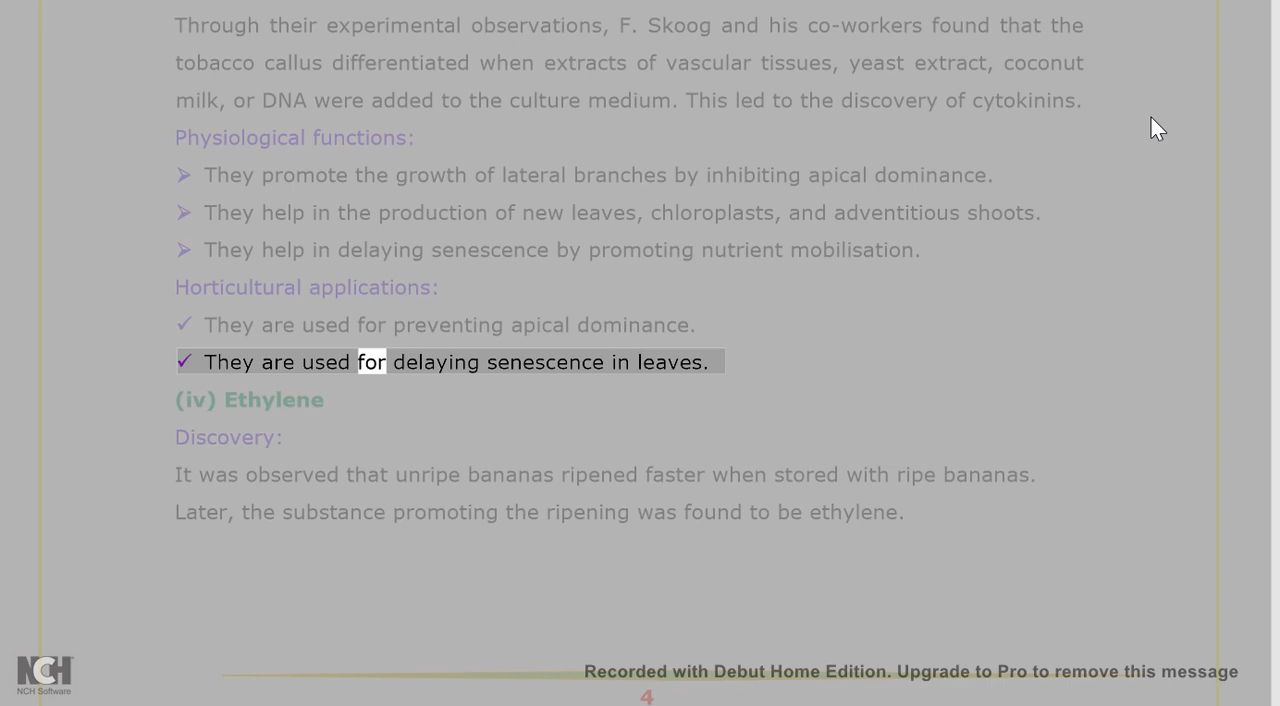 Through their experimental observations, F. Skoog and his co-workers found that the
tobacco callus differentiated when extracts of vascular tissues, yeast extract, coconut
milk, or DNA were added to the culture medium. This led to the discovery of cytokinins.
Physiological functions:
➢ They promote the growth of lateral branches by inhibiting apical dominance.
➢ They help in the production of new leaves, chloroplasts, and adventitious shoots.
➢ They help in delaying senescence by promoting nutrient mobilisation.
Horticultural applications:
✓ They are used for preventing apical dominance.
✓ They are used for delaying senescence in leaves.
(iv) Ethylene
Discovery:
It was observed that unripe bananas ripened faster when stored with ripe bananas.
Later, the substance promoting the ripening was found to be ethylene.
NCH
NCH Software
Recorded with Debut Home Edition. Upgrade to Pro to remove this message
4